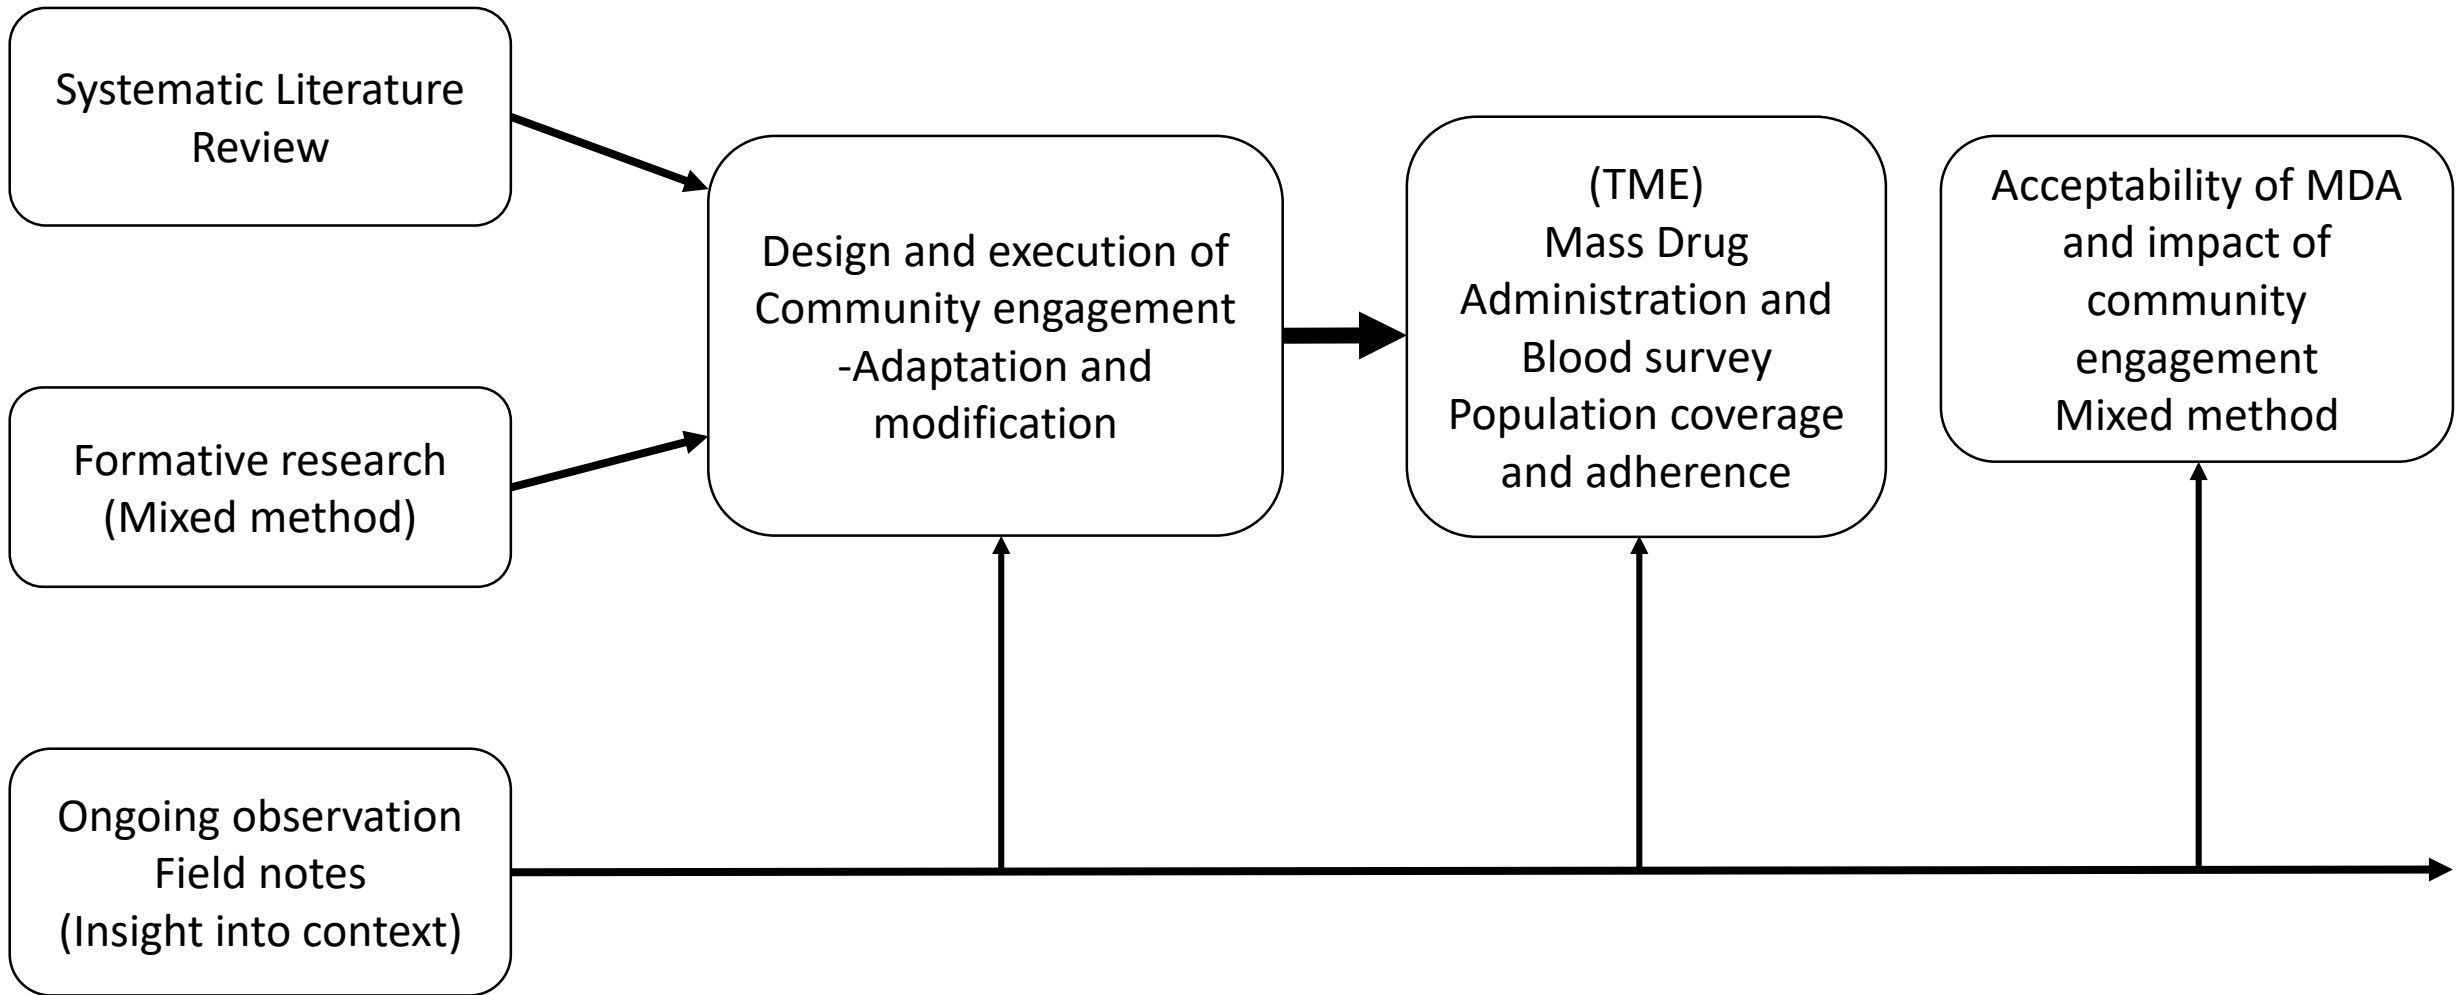 Systematic Literature
Review
Formative research
(Mixed method)
Ongoing observation
Field notes
(Insight into context)
Design and execution of
Community engagement
-Adaptation and
modification
(TME)
Mass Drug
Administration and
Blood survey
Population coverage
and adherence
Acceptability of MDA
and impact of
community
engagement
Mixed method